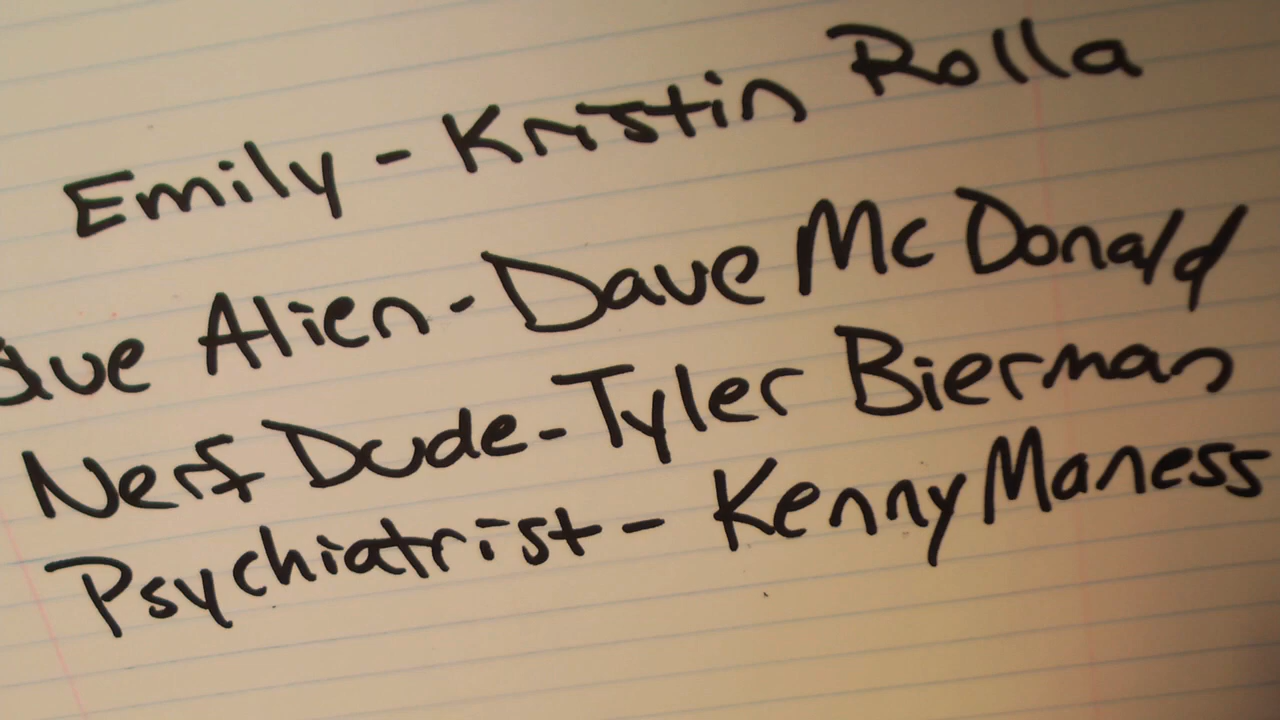 Emily - Kristin Rolla
Alien - Dave McDonald
Nerf Dude - Tyler Bierman
Psychiatrist - Kenny Maness